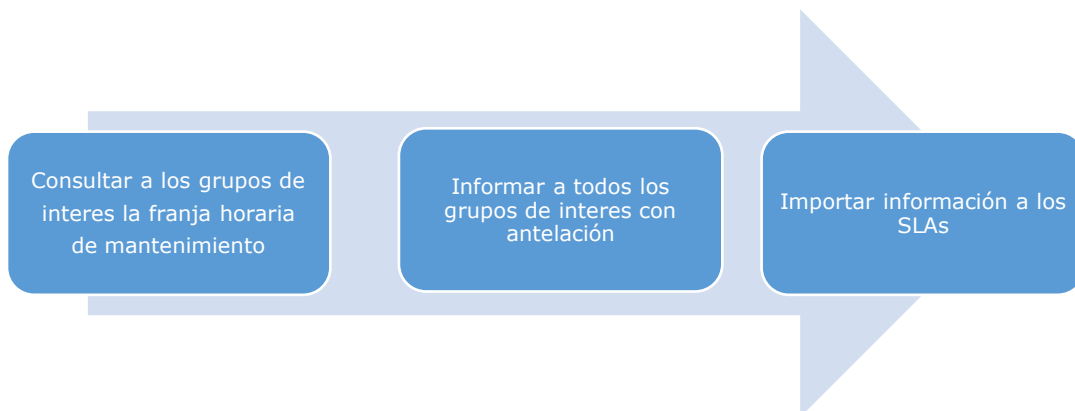 Consultar a los grupos de
interes la franja horaria
de mantenimiento
Informar a todos los
grupos de interes con
antelación
Importar información a los
SLAs